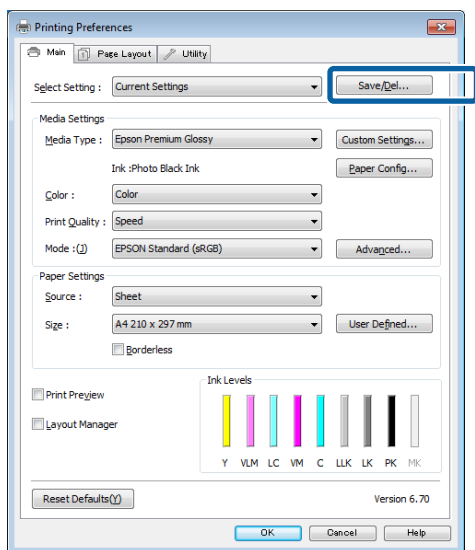 Printing Preferences
Main Page Layout Utility
Select Setting : Current Settings Save/Del...
Media Settings
Media Type : Epson Premium Glossy Custom Settings...
Ink :Photo Black Ink Paper Config...
Color : Color
Print Quality : Speed
Mode :(J) EPSON Standard (sRGB) Advanced...
Paper Settings
Source : Sheet
Size : A4 210 x 297 mm User Defined...
Borderless
Ink Levels
Print Preview
Layout Manager
Y VLM LC VM C LLK LK PK MK
Reset Defaults(Y) Version 6.70
OK Cancel Help